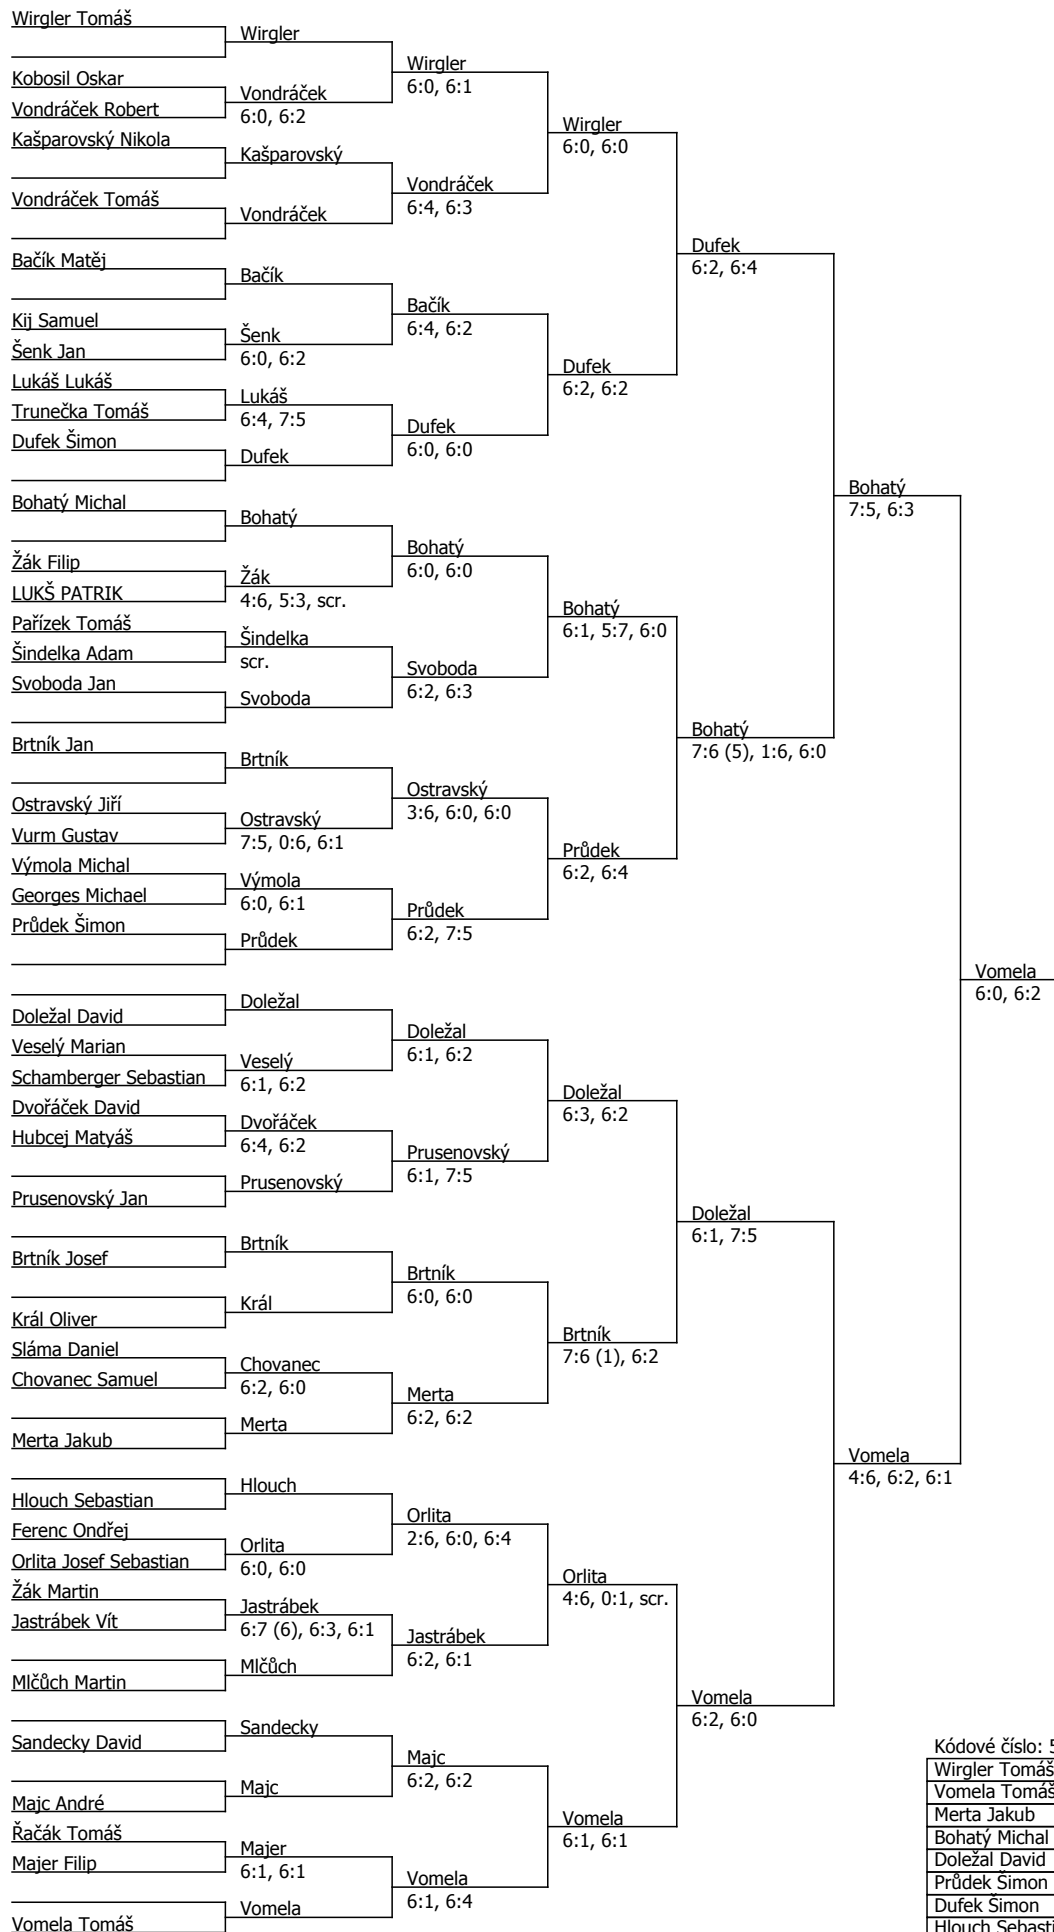 Wirgler Tomáš
Kobosil Oskar
Vondráček Robert
Kašparovský Nikola
Vondráček Tomáš
Bačík Matěj
Kij Samuel
Šenk Jan
Lukáš Lukáš
Trunečka Tomáš
Dufek Šimon
Bohatý Michal
Žák Filip
LUKŠ PATRIK
Pařízek Tomáš
Šindelka Adam
Svoboda Jan
Brtník Jan
Ostravský Jiří
Vurm Gustav
Výmola Michal
Georges Michael
Průdek Šimon
Doležal David
Veselý Marian
Schamberger Sebastian
Dvořáček David
Hubcej Matyáš
Prusenovský Jan
Brtník Josef
Král Oliver
Sláma Daniel
Chovanec Samuel
Merta Jakub
Hlouch Sebastian
Ferenc Ondřej
Orlita Josef Sebastian
Žák Martin
Jastrábek Vít
Mlčůch Martin
Sandecky David
Majc André
Řačák Tomáš
Majer Filip
Vomela Tomáš
Wirgler
Vondráček
6:0, 6:2
Kašparovský
Vondráček
Bačík
Šenk
6:0, 6:2
Lukáš
6:4, 7:5
Dufek
Bohatý
Žák
4:6, 5:3, scr.
Šindelka
scr.
Svoboda
Brtník
Ostravský
7:5, 0:6, 6:1
Výmola
6:0, 6:1
Průdek
Doležal
Veselý
6:1, 6:2
Dvořáček
6:4, 6:2
Prusenovský
Brtník
Král
Chovanec
6:2, 6:0
Merta
Hlouch
Orlita
6:0, 6:0
Jastrábek
6:7 (6), 6:3, 6:1
Mlčůch
Sandecky
Majc
Majer
6:1, 6:1
Vomela
Wirgler
6:0, 6:1
Vondráček
6:4, 6:3
Bačík
6:4, 6:2
Dufek
6:0, 6:0
Bohatý
6:0, 6:0
Svoboda
6:2, 6:3
Ostravský
3:6, 6:0, 6:0
Průdek
6:2, 7:5
Doležal
6:1, 6:2
Prusenovský
6:1, 7:5
Brtník
6:0, 6:0
Merta
6:2, 6:2
Orlita
2:6, 6:0, 6:4
Jastrábek
6:2, 6:1
Majc
6:2, 6:2
Vomela
6:1, 6:4
Wirgler
6:0, 6:0
Dufek
6:2, 6:2
Bohatý
6:1, 5:7, 6:0
Průdek
6:2, 6:4
Doležal
6:3, 6:2
Brtník
7:6 (1), 6:2
Orlita
4:6, 0:1, scr.
Vomela
6:1, 6:1
Dufek
6:2, 6:4
Bohatý
7:6 (5), 1:6, 6:0
Doležal
6:1, 7:5
Vomela
6:2, 6:0
Bohatý
7:5, 6:3
Vomela
4:6, 6:2, 6:1
Vomela
6:0, 6:2
Kódové číslo:
Wirgler Tomáš
Vomela Tomáš
Merta Jakub
Bohatý Michal
Doležal David
Průdek Šimon
Dufek Šimon
Hlouch